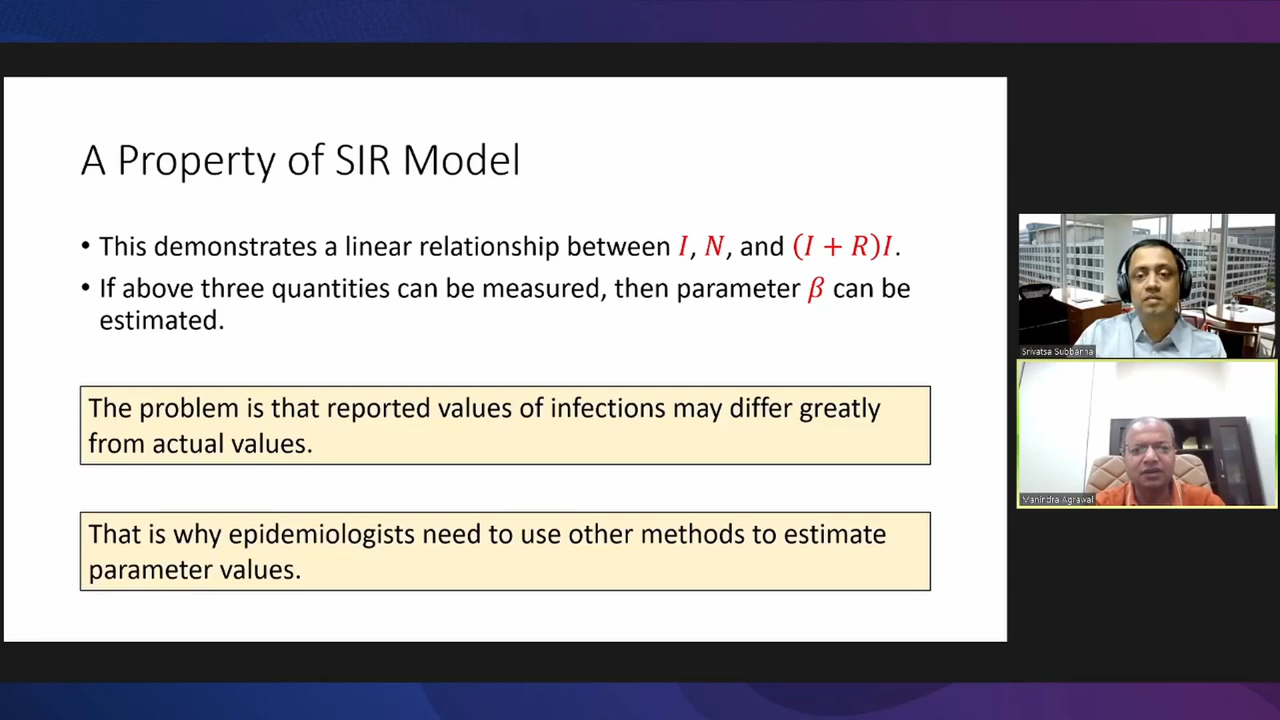 A Property of SIR Model
• This demonstrates a linear relationship between I, N, and (I + R)I.
• If above three quantities can be measured, then parameter β can be
estimated.
The problem is that reported values of infections may differ greatly
from actual values.
That is why epidemiologists need to use other methods to estimate
parameter values.
Srivatsa Subbanna
Manindra Agrawal